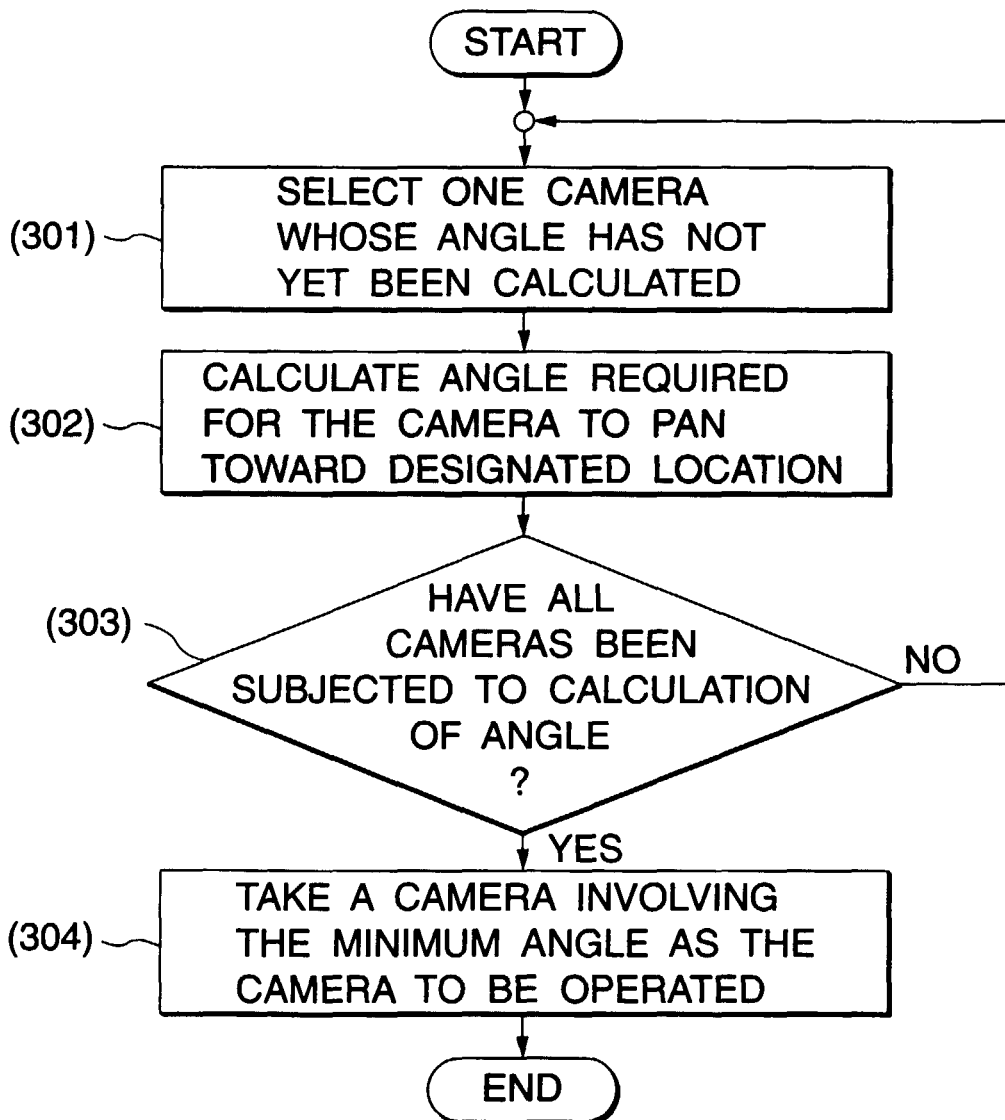 START
(301)
SELECT ONE CAMERA
WHOSE ANGLE HAS NOT
YET BEEN CALCULATED
(302)
CALCULATE ANGLE REQUIRED
FOR THE CAMERA TO PAN
TOWARD DESIGNATED LOCATION
(303)
HAVE ALL
CAMERAS BEEN
SUBJECTED TO CALCULATION
OF ANGLE
?
NO
YES
(304)
TAKE A CAMERA INVOLVING
THE MINIMUM ANGLE AS THE
CAMERA TO BE OPERATED
END